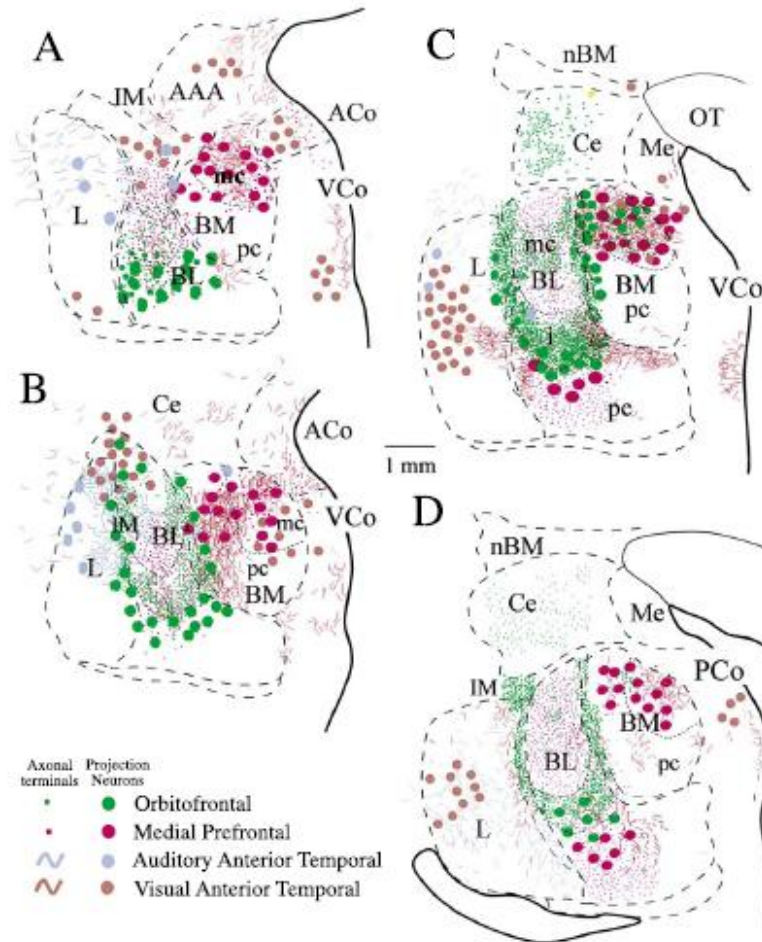 A
IM
AAA
ACo
mc
VCo
L
BM
pc
BL
B
Ce
ACo
IM
BL
mc
VCo
L
pc
BM
C
nBM
OT
Ce
Me
mc
L
BL
BM
VCo
pc
i
pc
1 mm
D
nBM
Ce
Me
PCo
IM
BM
BL
pc
L
Axonal Projection
terminals Neurons
Orbitofrontal
Medial Prefrontal
Auditory Anterior Temporal
Visual Anterior Temporal